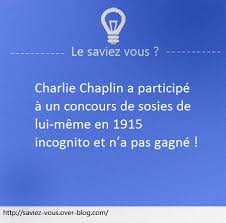 Le saviez vous ?
Charlie Chaplin a participé
à un concours de sosies de
lui-même en 1915
incognito et n'a pas gagné !
http://saviez-vous.over-blog.com/